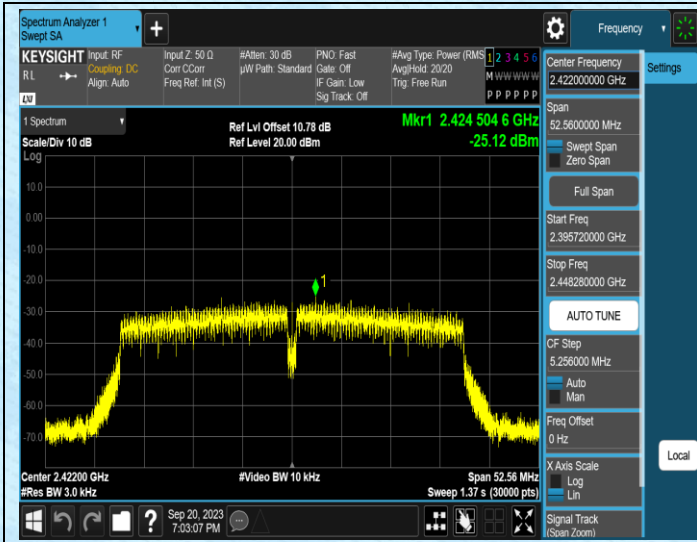 Spectrum Analyzer 1
Swept SA
Frequency
KEYSIGHT
RL
LXI
Input: RF
Coupling: DC
Align: Auto
Input Z: 50 Ω
Corr CCorr
Freq Ref: Int (S)
#Atten: 30 dB
µW Path: Standard
PNO: Fast
Gate: Off
IF Gain: Low
Sig Track: Off
#Avg Type: Power (RMS
Avg|Hold: 20/20
Trig: Free Run
1 2 3 4 5 6
M W W W W W
P P P P P P
1 Spectrum
Scale/Div 10 dB
Ref Lvl Offset 10.78 dB
Ref Level 20.00 dBm
Mkr1 2.424 504 6 GHz
-25.12 dBm
Log
10.0
0.00
-10.0
-20.0
-30.0
-40.0
-50.0
-60.0
-70.0
1
Center 2.42200 GHz
#Res BW 3.0 kHz
#Video BW 10 kHz
Span 52.56 MHz
Sweep 1.37 s (30000 pts)
Sep 20, 2023
7:03:07 PM
Center Frequency
2.422000000 GHz
Span
52.5600000 MHz
Swept Span
Zero Span
Full Span
Start Freq
2.395720000 GHz
Stop Freq
2.448280000 GHz
AUTO TUNE
CF Step
5.256000 MHz
Auto
Man
Freq Offset
0 Hz
X Axis Scale
Log
Lin
Signal Track
(Span Zoom)
Settings
Local